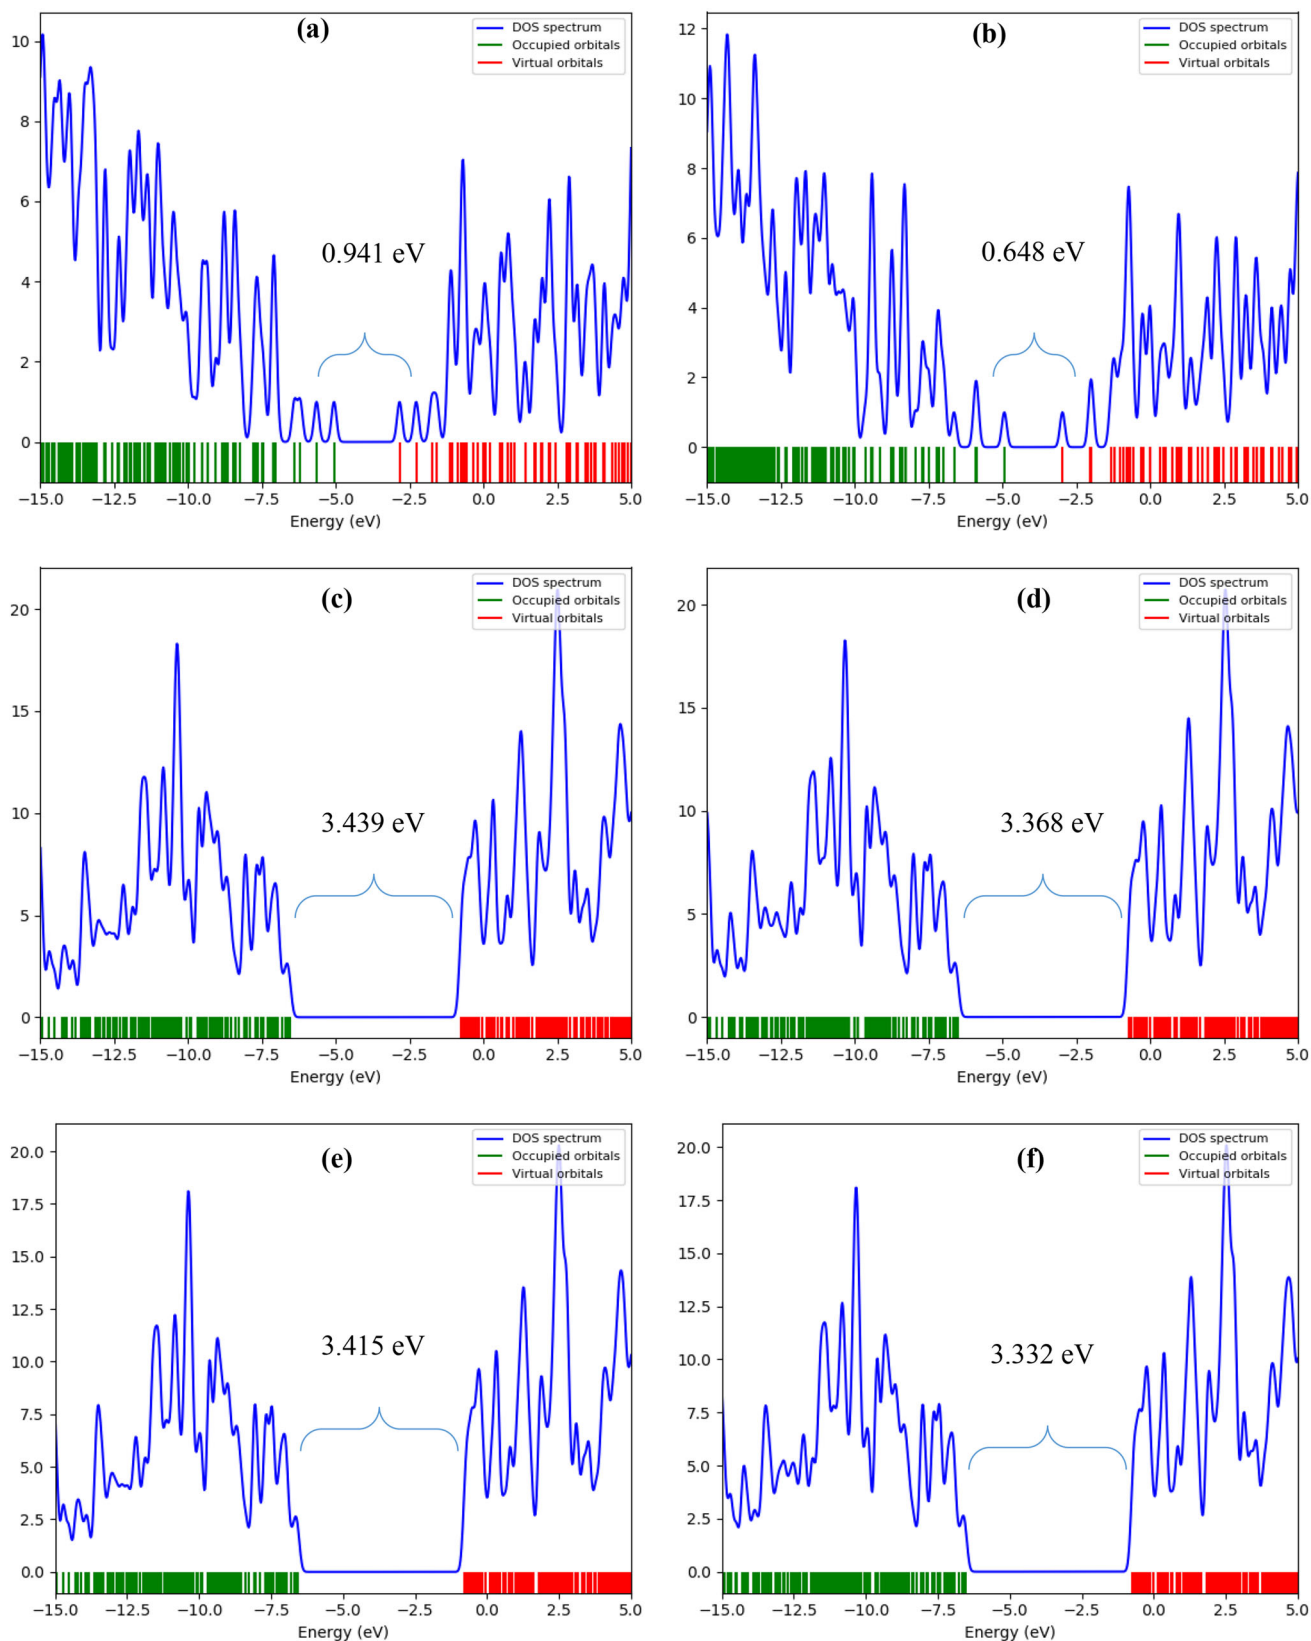 (a)
DOS spectrum
Occupied orbitals
Virtual orbitals
10
8
6
4
2
0
0.941 eV
−15.0 −12.5 −10.0 −7.5 −5.0 −2.5 0.0 2.5 5.0
Energy (eV)
(b)
DOS spectrum
Occupied orbitals
Virtual orbitals
12
10
8
6
4
2
0
0.648 eV
−15.0 −12.5 −10.0 −7.5 −5.0 −2.5 0.0 2.5 5.0
Energy (eV)
(c)
DOS spectrum
Occupied orbitals
Virtual orbitals
20
15
10
5
0
3.439 eV
−15.0 −12.5 −10.0 −7.5 −5.0 −2.5 0.0 2.5 5.0
Energy (eV)
(d)
DOS spectrum
Occupied orbitals
Virtual orbitals
20
15
10
5
0
3.368 eV
−15.0 −12.5 −10.0 −7.5 −5.0 −2.5 0.0 2.5 5.0
Energy (eV)
(e)
DOS spectrum
Occupied orbitals
Virtual orbitals
20.0
17.5
15.0
12.5
10.0
7.5
5.0
2.5
0.0
3.415 eV
−15.0 −12.5 −10.0 −7.5 −5.0 −2.5 0.0 2.5 5.0
Energy (eV)
(f)
DOS spectrum
Occupied orbitals
Virtual orbitals
20.0
17.5
15.0
12.5
10.0
7.5
5.0
2.5
0.0
3.332 eV
−15.0 −12.5 −10.0 −7.5 −5.0 −2.5 0.0 2.5 5.0
Energy (eV)